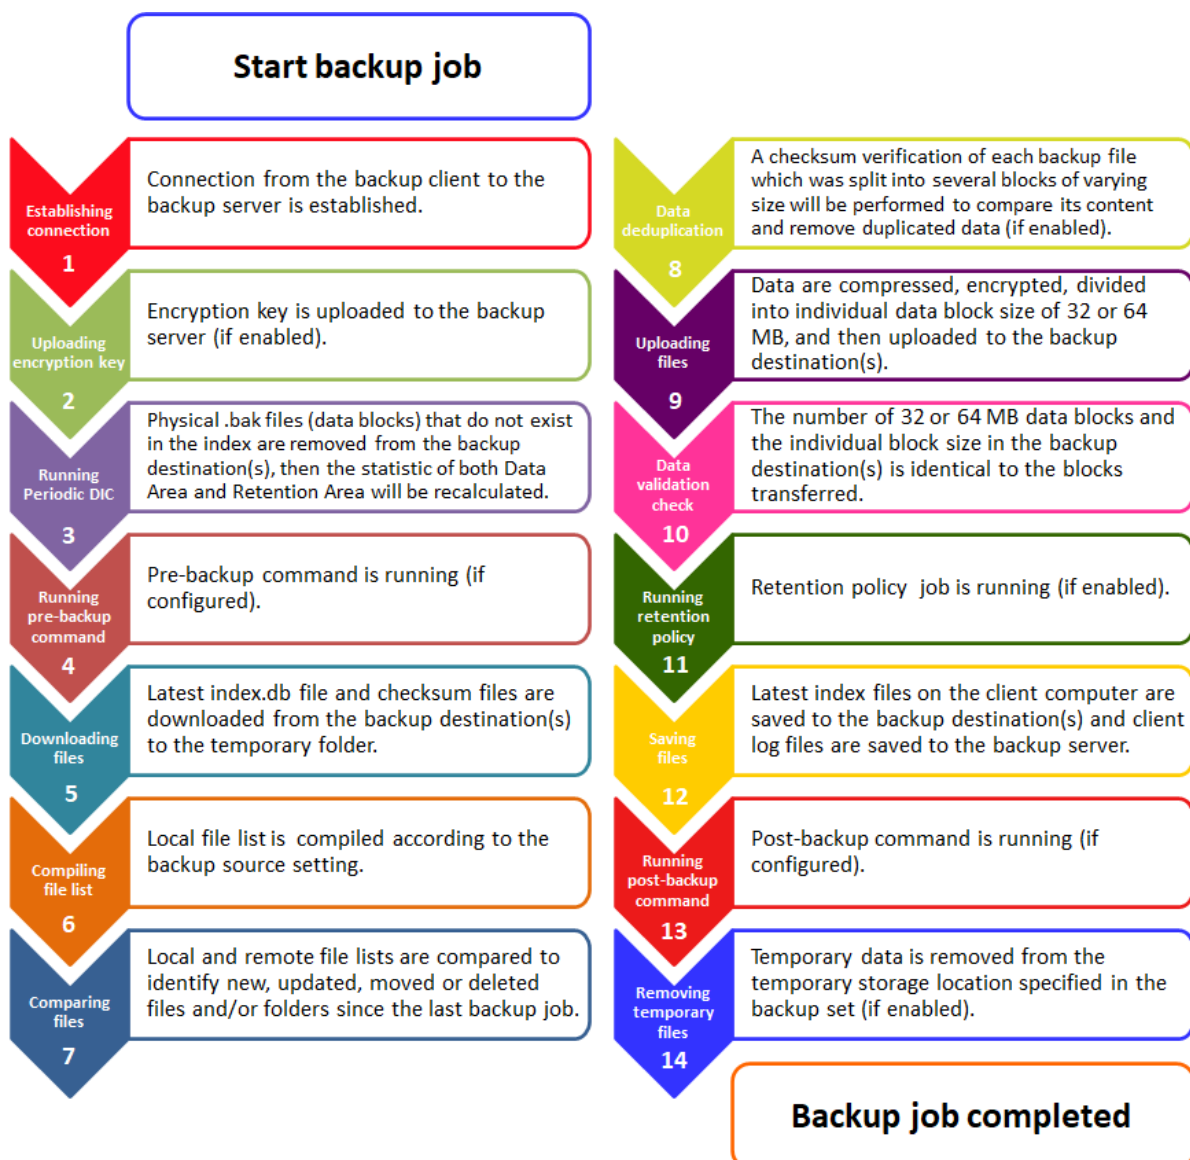 Start backup job
Establishing
connection
1
Connection from the backup client to the
backup server is established.
Uploading
encryption key
2
Encryption key is uploaded to the backup
server (if enabled).
Running
Periodic DIC
3
Physical .bak files (data blocks) that do not exist
in the index are removed from the backup
destination(s), then the statistic of both Data
Area and Retention Area will be recalculated.
Running
pre-backup
command
4
Pre-backup command is running (if
configured).
Downloading
files
5
Latest index.db file and checksum files are
downloaded from the backup destination(s)
to the temporary folder.
Compiling
file list
6
Local file list is compiled according to the
backup source setting.
Comparing
files
7
Local and remote file lists are compared to
identify new, updated, moved or deleted
files and/or folders since the last backup job.
Data
deduplication
8
A checksum verification of each backup file
which was split into several blocks of varying
size will be performed to compare its content
and remove duplicated data (if enabled).
Uploading
files
9
Data are compressed, encrypted, divided
into individual data block size of 32 or 64
MB, and then uploaded to the backup
destination(s).
Data
validation
check
10
The number of 32 or 64 MB data blocks and
the individual block size in the backup
destination(s) is identical to the blocks
transferred.
Running
retention
policy
11
Retention policy job is running (if enabled).
Saving
files
12
Latest index files on the client computer are
saved to the backup destination(s) and client
log files are saved to the backup server.
Running
post-backup
command
13
Post-backup command is running (if
configured).
Removing
temporary
files
14
Temporary data is removed from the
temporary storage location specified in the
backup set (if enabled).
Backup job completed